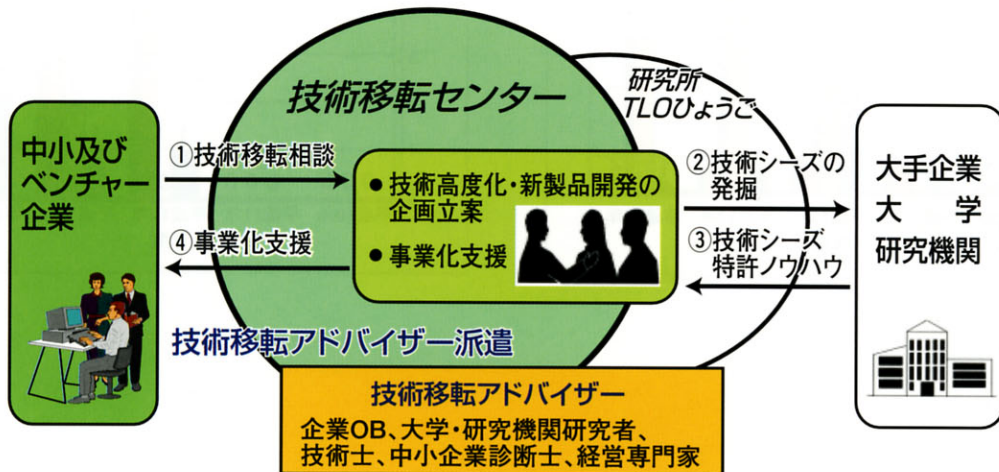 技術移転センター
研究所
TLOひょうご
中小及び
ベンチャー
企業
①技術移転相談
④事業化支援
● 技術高度化・新製品開発の
企画立案
● 事業化支援
②技術シーズの
発掘
③技術シーズ
特許ノウハウ
大手企業
大　学
研究機関
技術移転アドバイザー派遣
技術移転アドバイザー
企業OB、大学・研究機関研究者、
技術士、中小企業診断士、経営専門家